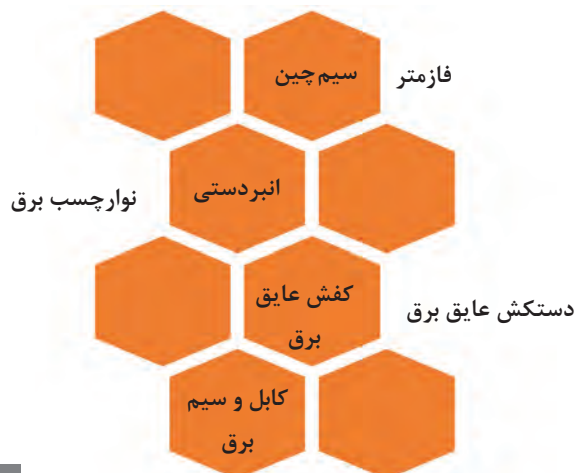 سیم‌چین
فازمتر
انبردستی
نوارچسب برق
کفش عایق
برق
دستکش عایق برق
کابل و سیم
برق